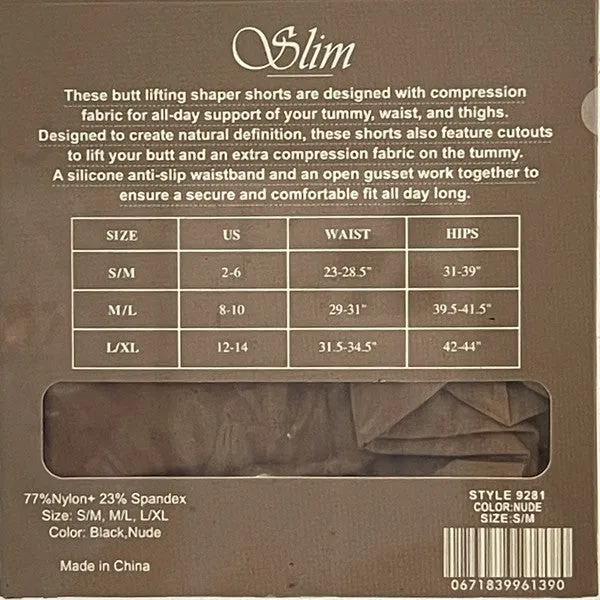 Slim
These butt lifting shaper shorts are designed with compression
fabric for all-day support of your tummy, waist, and thighs.
Designed to create natural definition, these shorts also feature cutouts
to lift your butt and an extra compression fabric on the tummy.
A silicone anti-slip waistband and an open gusset work together to
ensure a secure and comfortable fit all day long.
SIZE US WAIST HIPS
S/M 2-6 23-28.5" 31-39"
M/L 8-10 29-31" 39.5-41.5"
L/XL 12-14 31.5-34.5" 42-44"
77%Nylon+ 23% Spandex
Size: S/M, M/L, L/XL
Color: Black,Nude
Made in China
STYLE 9281
COLOR:NUDE
SIZE:S/M
0671839961390